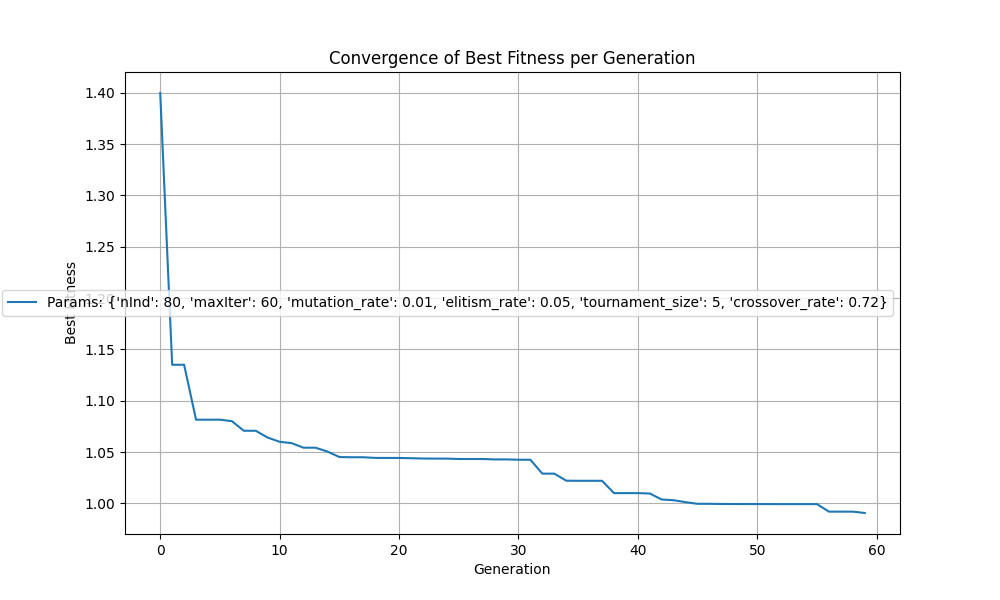 Convergence of Best Fitness per Generation
1.40
1.35
1.30
1.25
1.20
1.15
1.10
1.05
1.00
Best Fitness
Params: {'nInd': 80, 'maxIter': 60, 'mutation_rate': 0.01, 'elitism_rate': 0.05, 'tournament_size': 5, 'crossover_rate': 0.72}
0 10 20 30 40 50 60
Generation